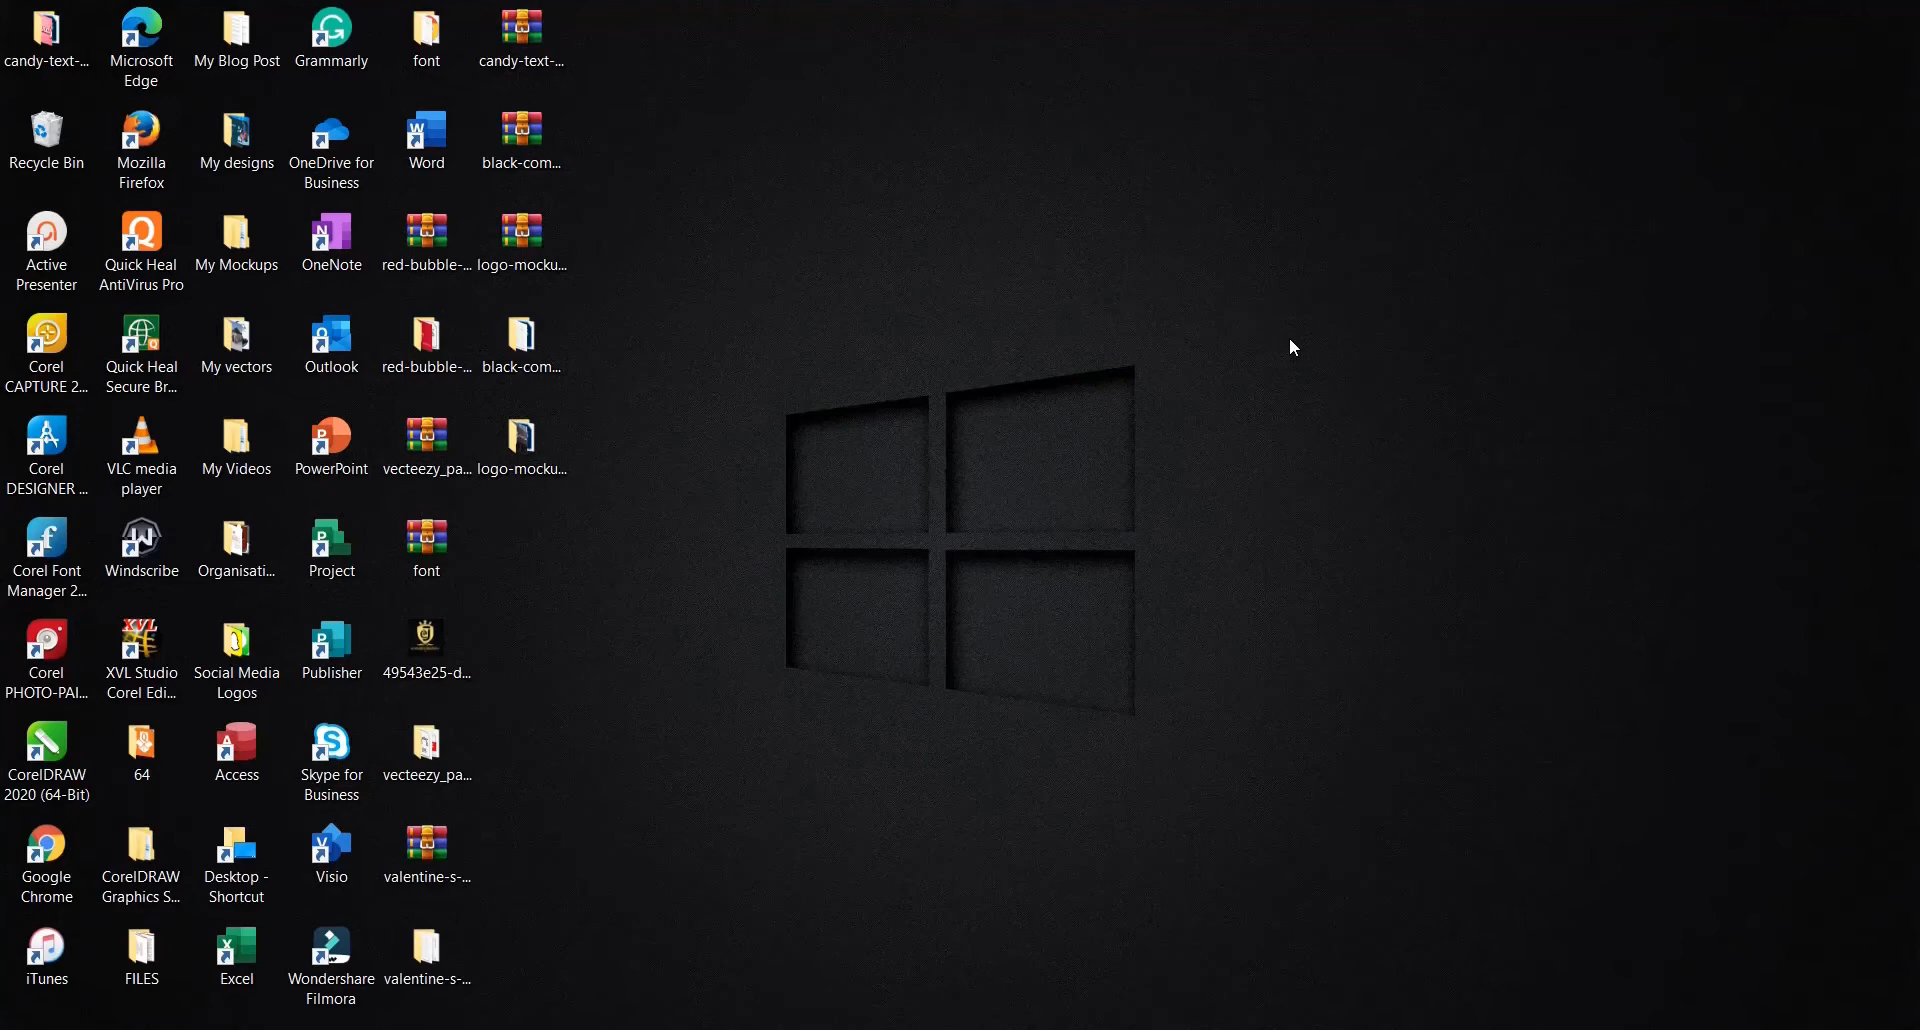 candy-text-...
Microsoft
Edge
My Blog Post
Grammarly
font
candy-text-...
Recycle Bin
Mozilla
Firefox
My designs
OneDrive for
Business
Word
black-com...
Active
Presenter
Quick Heal
AntiVirus Pro
My Mockups
OneNote
red-bubble-...
logo-mocku...
Corel
CAPTURE 2...
Quick Heal
Secure Br...
My vectors
Outlook
red-bubble-...
black-com...
Corel
DESIGNER ...
VLC media
player
My Videos
PowerPoint
vecteezy_pa...
logo-mocku...
Corel Font
Manager 2...
Windscribe
Organisati...
Project
font
Corel
PHOTO-PAI...
XVL
XVL Studio
Corel Edi...
Social Media
Logos
Publisher
49543e25-d...
CorelDRAW
2020 (64-Bit)
64
Access
Skype for
Business
vecteezy_pa...
Google
Chrome
CorelDRAW
Graphics S...
Desktop -
Shortcut
Visio
valentine-s-...
iTunes
FILES
Excel
Wondershare
Filmora
valentine-s-...